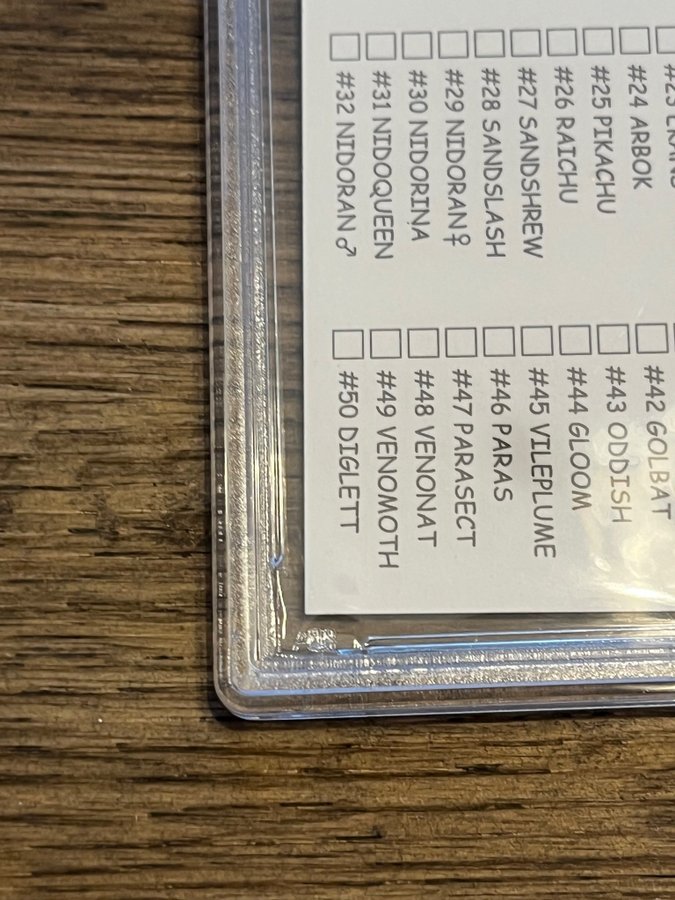 #24 ARBOK
#25 PIKACHU
#26 RAICHU
#27 SANDSHREW
#28 SANDSLASH
#29 NIDORAN♀
#30 NIDORINA
#31 NIDOQUEEN
#32 NIDORAN ♂
#42 GOLBAT
#43 ODDISH
#44 GLOOM
#45 VILEPLUME
#46 PARAS
#47 PARASECT
#48 VENONAT
#49 VENOMOTH
#50 DIGLETT